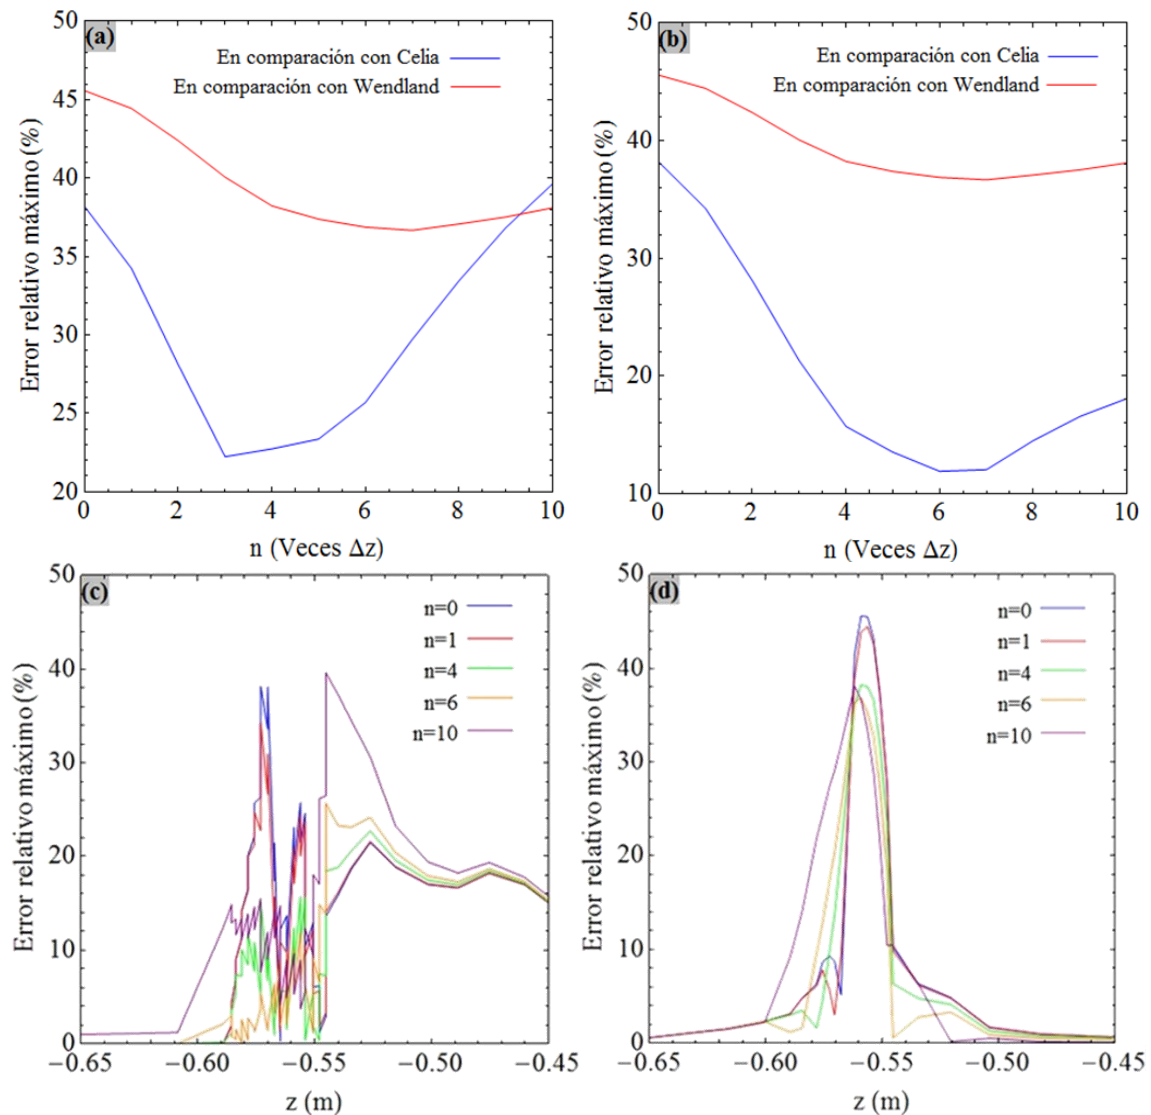 (a)
En comparación con Celia
En comparación con Wendland
Error relativo máximo (%)
50
45
40
35
30
25
20
0
2
4
6
8
10
n (Veces Δz)
(b)
En comparación con Celia
En comparación con Wendland
Error relativo máximo (%)
50
40
30
20
10
0
2
4
6
8
10
n (Veces Δz)
(c)
n=0
n=1
n=4
n=6
n=10
Error relativo máximo (%)
50
40
30
20
10
0
−0.65
−0.60
−0.55
−0.50
−0.45
z (m)
(d)
n=0
n=1
n=4
n=6
n=10
Error relativo máximo (%)
50
40
30
20
10
0
−0.65
−0.60
−0.55
−0.50
−0.45
z (m)